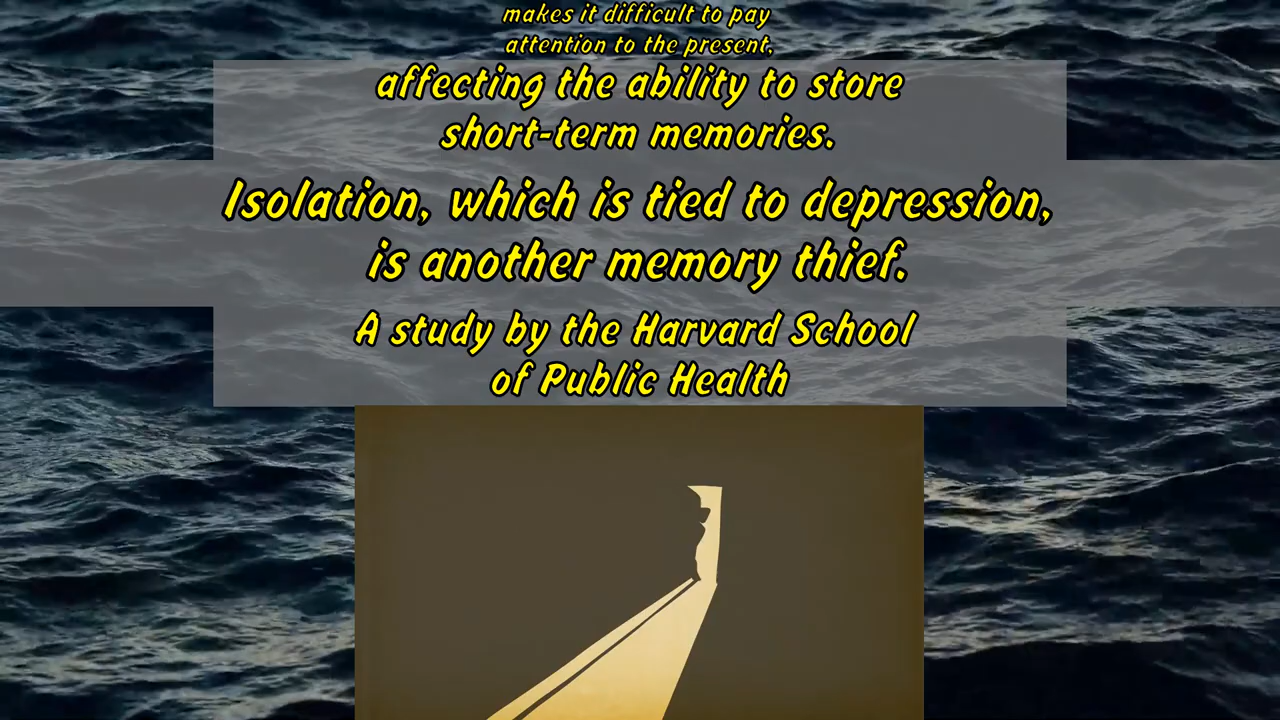 makes it difficult to pay
attention to the present,
affecting the ability to store
short-term memories.
Isolation, which is tied to depression,
is another memory thief.
A study by the Harvard School
of Public Health